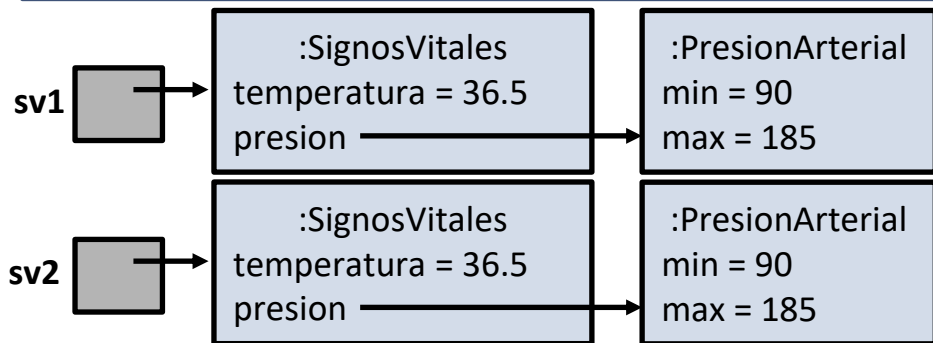 :SignosVitales
temperatura = 36.5
presion
:PresionArterial
min = 90
max = 185
sv1
:SignosVitales
temperatura = 36.5
presion
:PresionArterial
min = 90
max = 185
sv2